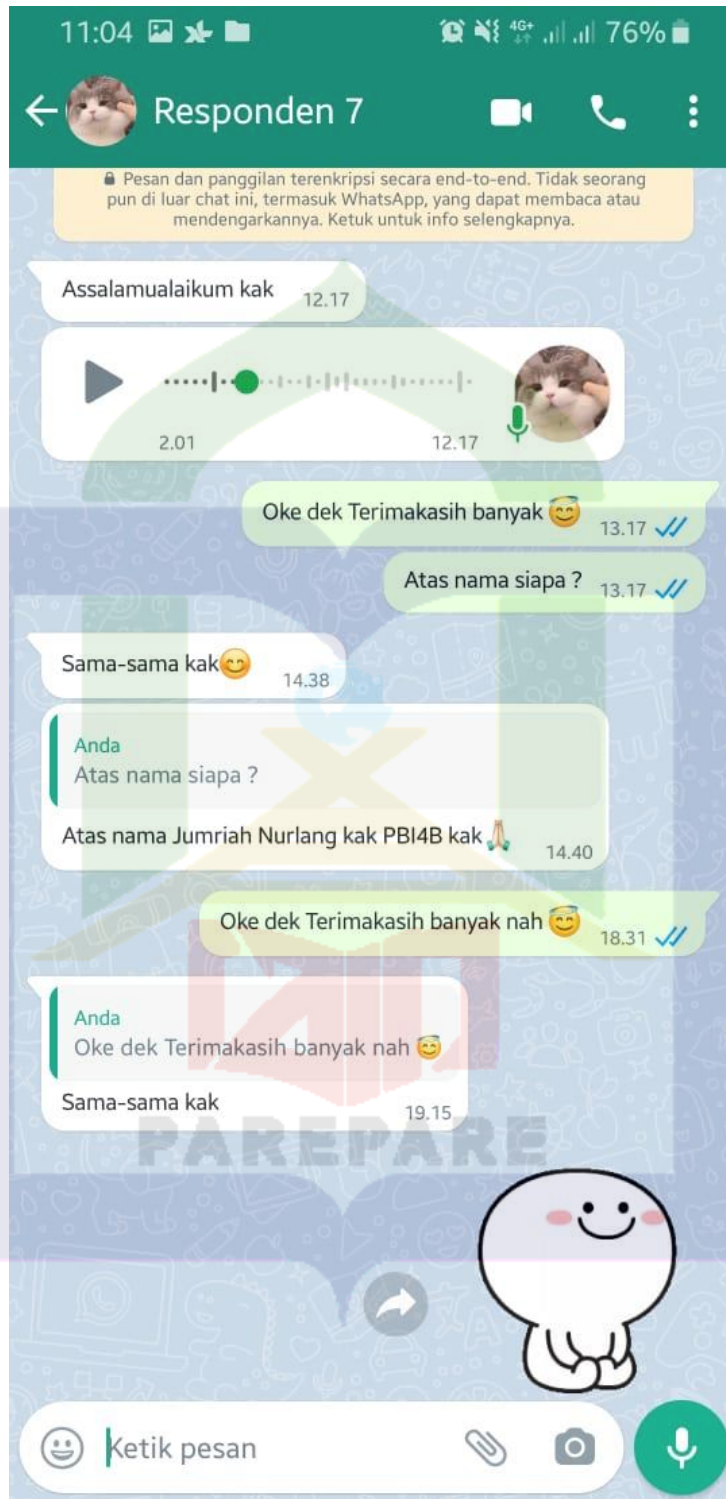 11:04 4G+ 76%
Responden 7
Pesan dan panggilan terenkripsi secara end-to-end. Tidak seorang
pun di luar chat ini, termasuk WhatsApp, yang dapat membaca atau
mendengarkannya. Ketuk untuk info selengkapnya.
Assalamualaikum kak 12.17
2.01 12.17
Oke dek Terimakasih banyak 😇 13.17
Atas nama siapa ? 13.17
Sama-sama kak😊 14.38
Anda
Atas nama siapa ?
Atas nama Jumriah Nurlang kak PBI4B kak🙏🏻 14.40
Oke dek Terimakasih banyak nah 😇 18.31
Anda
Oke dek Terimakasih banyak nah 😇
Sama-sama kak 19.15
PAREPARE
Ketik pesan